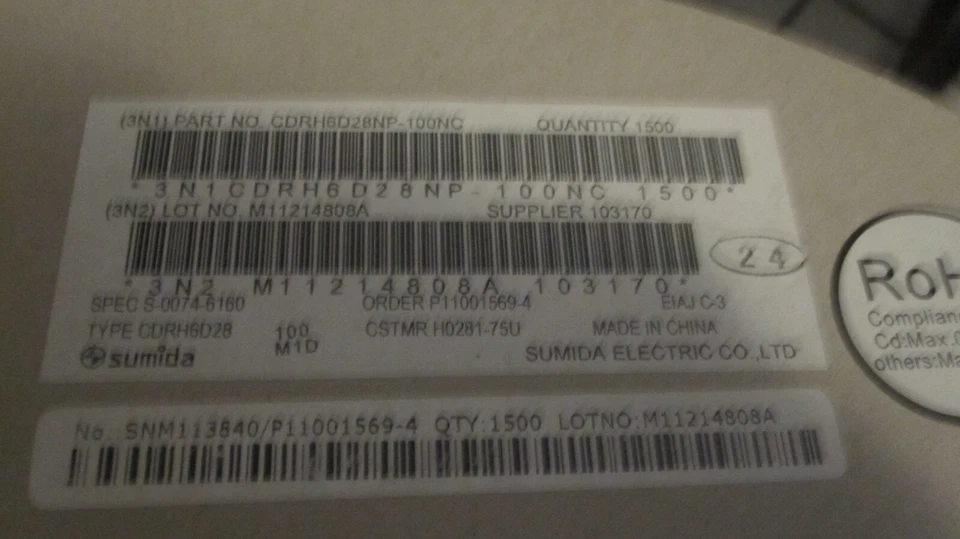 (3N1) PART NO. CDRH6D28NP-100NC QUANTITY 1500
*3N1CDRH6D28NP-100NC 1500*
(3N2) LOT NO. M11214808A SUPPLIER 103170
*3N2 M11214808A 103170*
24
SPEC S-0074-6160 ORDER P11001569-4 EIAJ C-3
TYPE CDRH6D28 100 CSTMR H0281-75U MADE IN CHINA
M1D
sumida SUMIDA ELECTRIC CO.,LTD
No. SNM113840/P11001569-4 QTY:1500 LOTNO:M11214808A
RoH
Complian
Cd:Max.
others:Ma